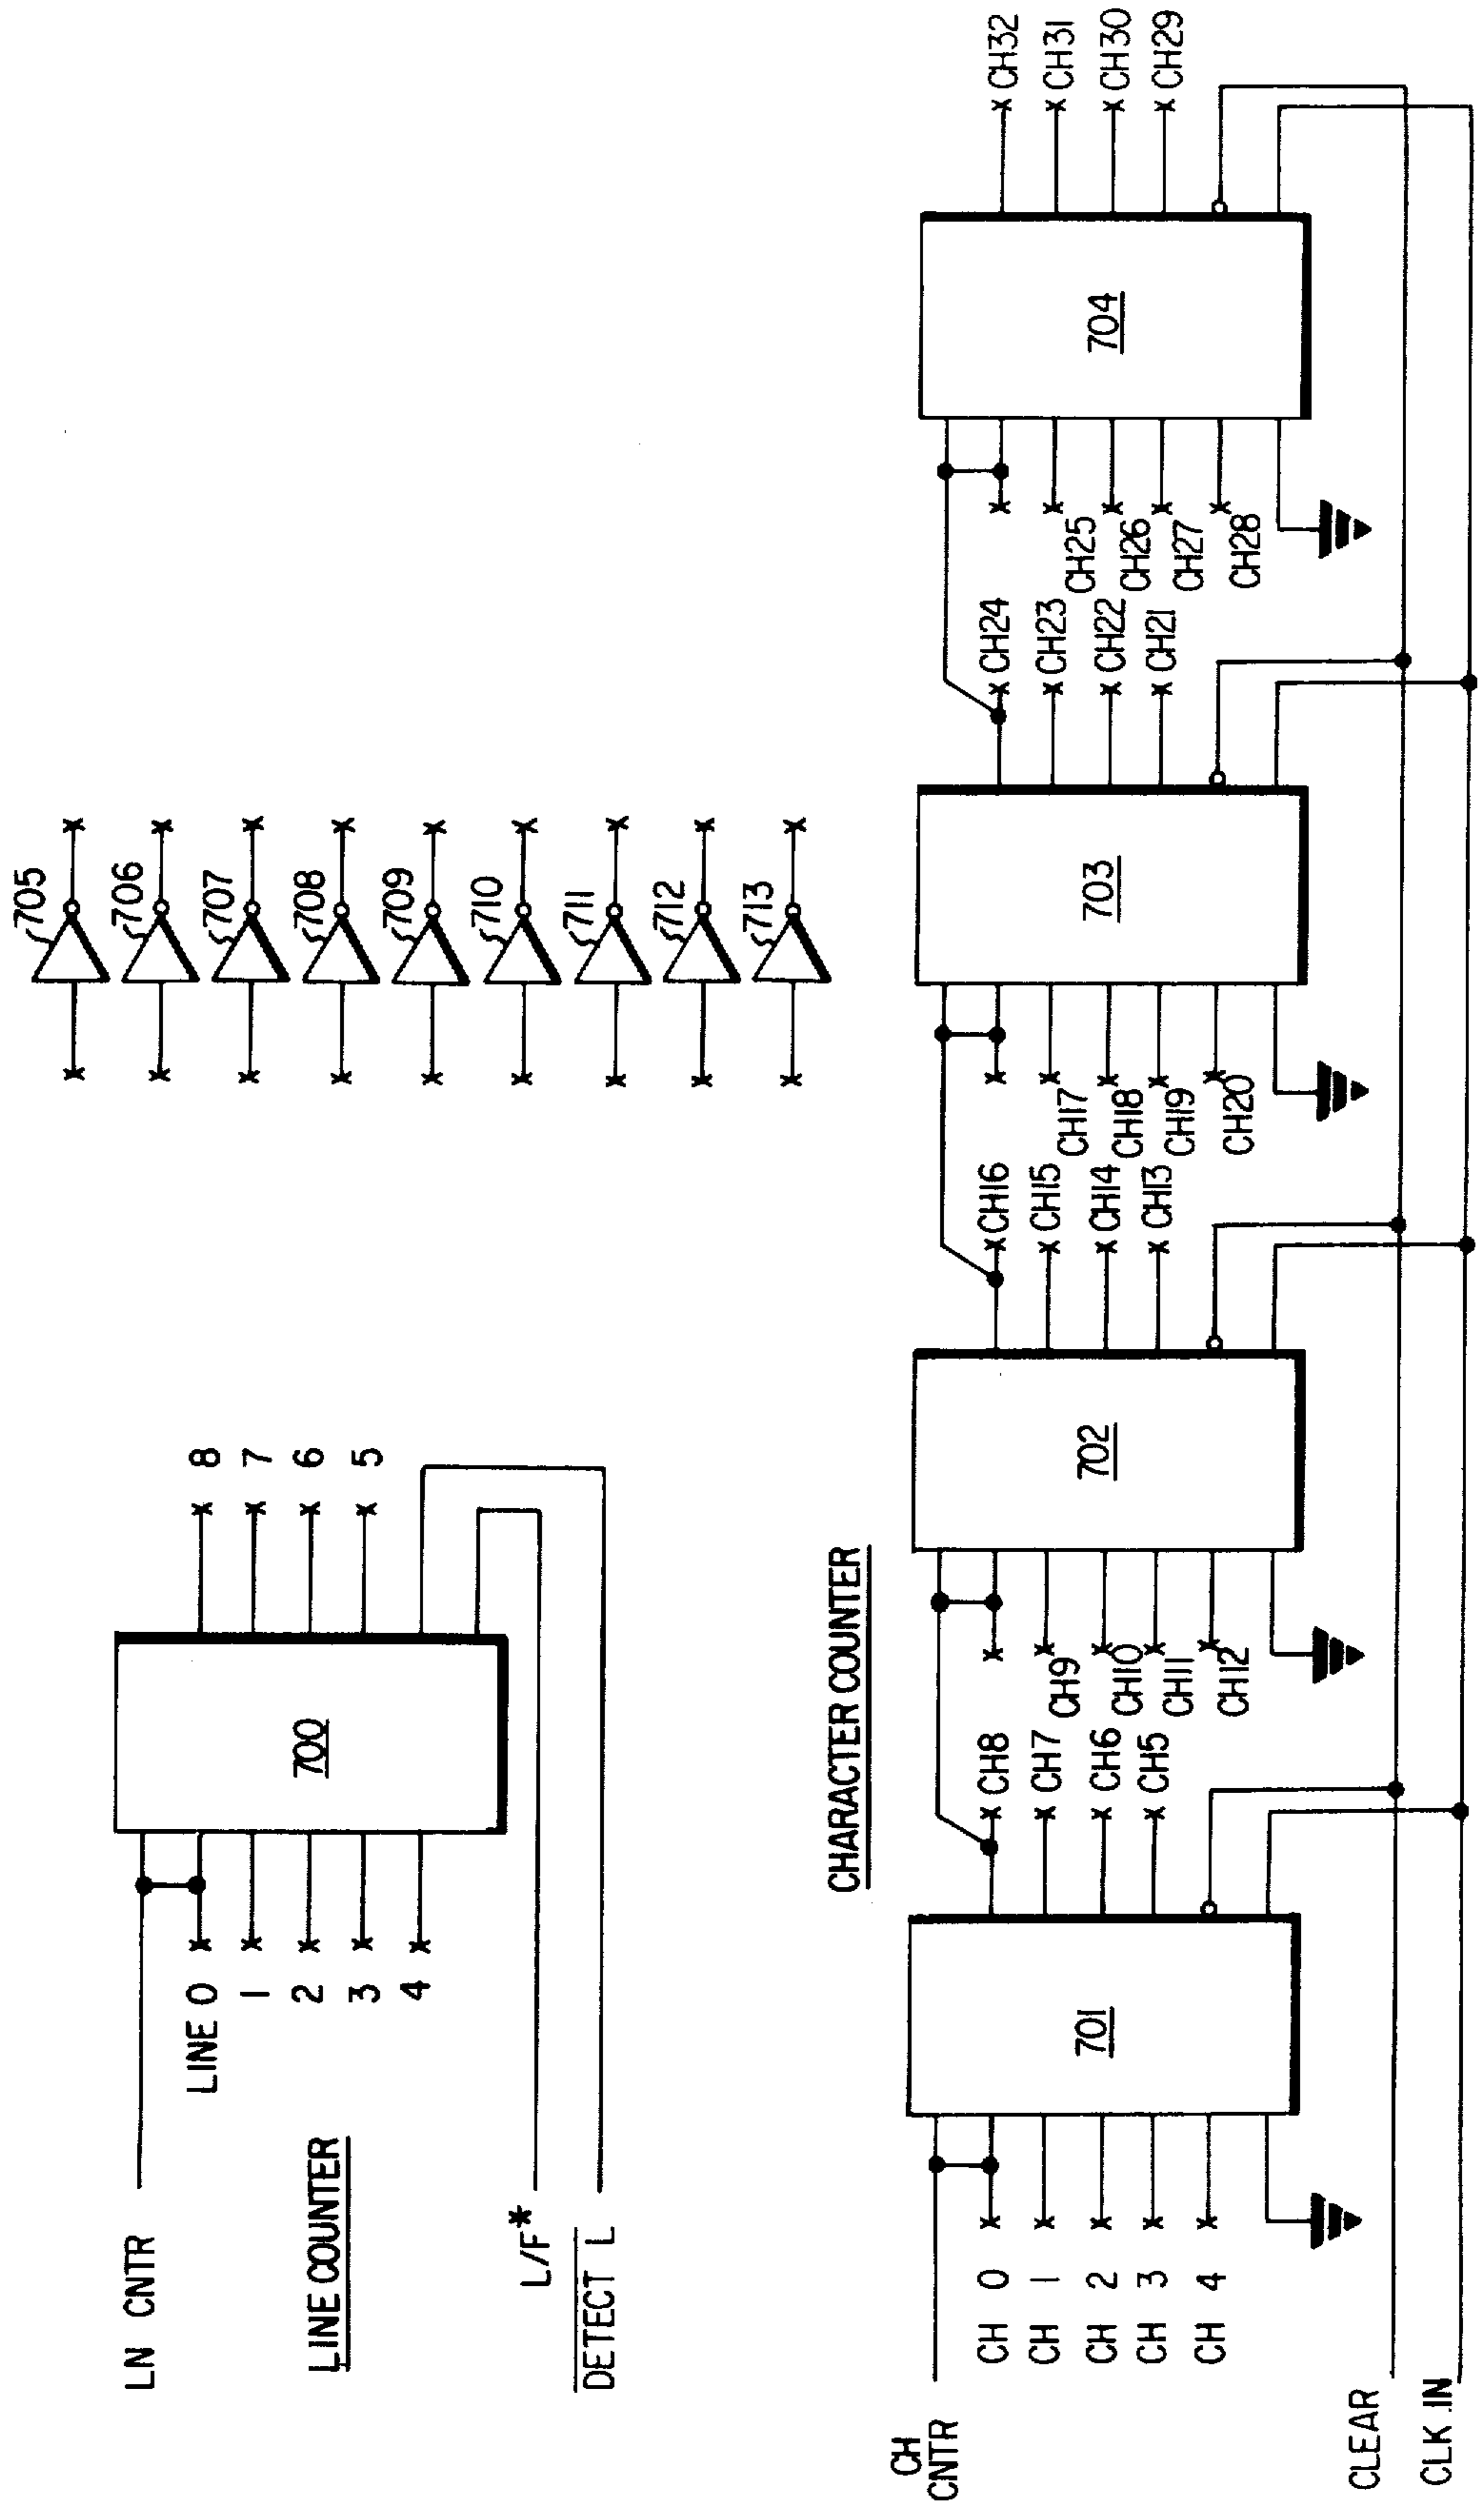 LN CNTR
LINE 0
1
2
3
4
700
8
7
6
5
LINE COUNTER
L/F*
DETECT L
705
706
707
708
709
710
711
712
713
CHARACTER COUNTER
CH
CNTR
CH 0
CH 1
CH 2
CH 3
CH 4
701
CH8
CH7
CH6
CH5
CH9
CH10
CH11
CH12
702
CH16
CH15
CH14
CH13
CH17
CH18
CH19
CH20
703
CH24
CH23
CH22
CH21
CH25
CH26
CH27
CH28
704
CH32
CH31
CH30
CH29
CLEAR
CLK.IN